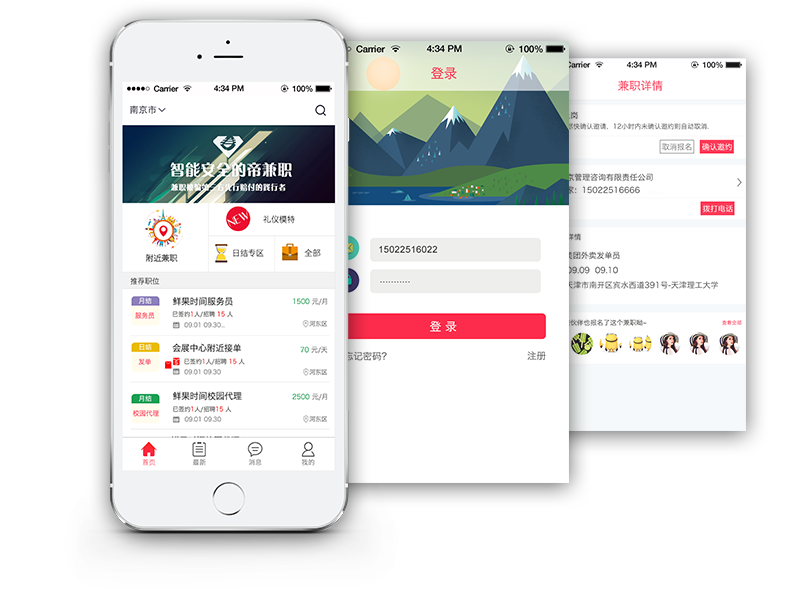 Carrier 4:34 PM 100%
南京市
智能安全的帝兼职
兼职被骗第三方先行赔付的践行者
附近兼职
NEW 礼仪模特
日结专区
全部
推荐职位
月结 鲜果时间服务员 1500 元/月
服务员 已签约1人/招聘 15 人
09.01 09.30... 河东区
日结 会展中心附近接单 70 元/天
发单 已签约1人/招聘 15 人
09.01 09.30 河东区
月结 鲜果时间校园代理 2500 元/月
校园代理 已签约1人/招聘 15 人
09.01 09.30 河东区
首页 最新 消息 我的
Carrier 4:34 PM 100%
登录
15022516022
...........
登 录
忘记密码?
注册
Carrier 4:34 PM 100%
兼职详情
岗
尽快确认邀请, 12小时内未确认邀约则自动取消.
取消报名 确认邀约
管理咨询有限责任公司
: 15022516666
拨打电话
详情
集团外卖发单员
09.09 09.10
天津市南开区宾水西道391号-天津理工大学
伙伴也报名了这个兼职呦~ 查看全部